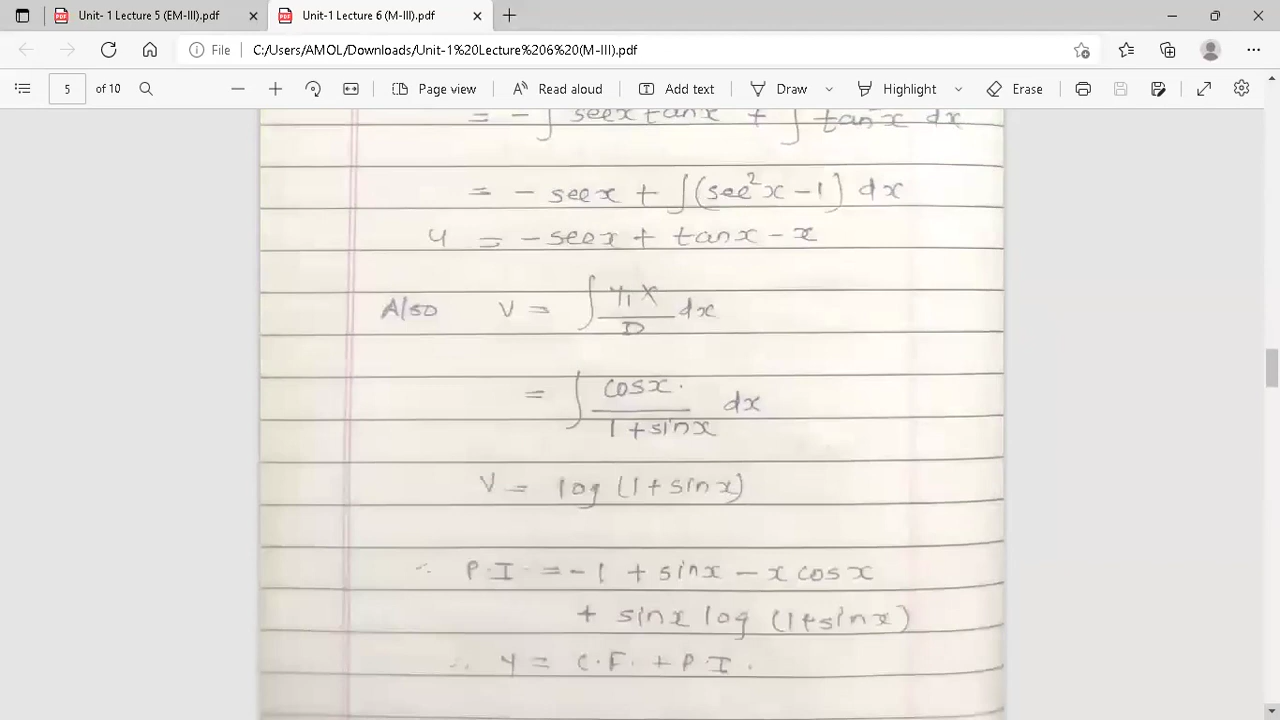 Unit- 1 Lecture 5 (EM-III).pdf
Unit-1 Lecture 6 (M-III).pdf
File C:/Users/AMOL/Downloads/Unit-1%20Lecture%206%20(M-III).pdf
5 of 10 Page view Read aloud Add text Draw Highlight Erase
= - ∫ secx tanx + ∫ tan²x dx
= - secx + ∫(sec²x - 1) dx
u = - secx + tanx - x
Also V = ∫ y₁X / D dx
= ∫ cosx. / 1+sinx dx
V = log (1+sinx)
∴ P.I = -1 + sinx - x cosx
+ sinx log (1+sinx)
∴ y = C.F. + P.I.